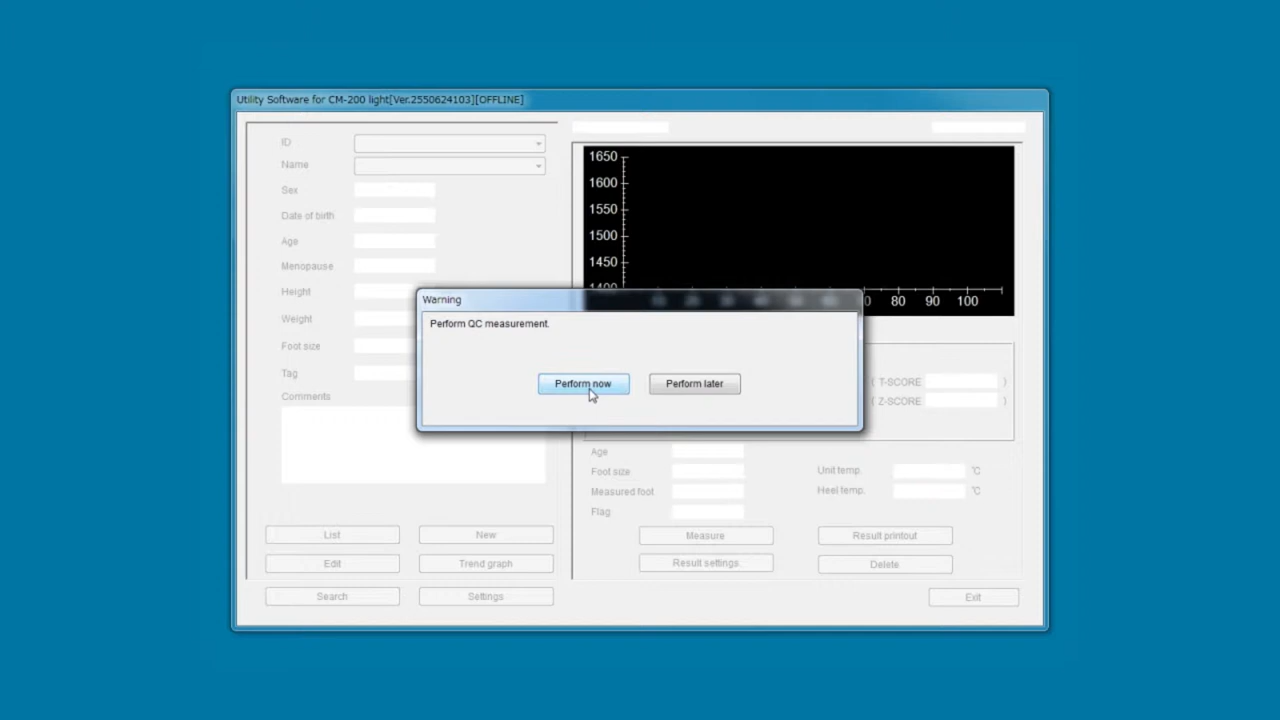 Utility Software for CM-200 light[Ver.2550624103][OFFLINE]
ID
Name
Sex
Date of birth
Age
Menopause
Height
Weight
Foot size
Tag
Comments
List
New
Edit
Trend graph
Search
Settings
1650
1600
1550
1500
1450
1400
80 90 100
Warning
Perform QC measurement.
Perform now
Perform later
( T-SCORE )
( Z-SCORE )
Age
Foot size
Measured foot
Flag
Unit temp. ℃
Heel temp. ℃
Measure
Result printout
Result settings
Delete
Exit